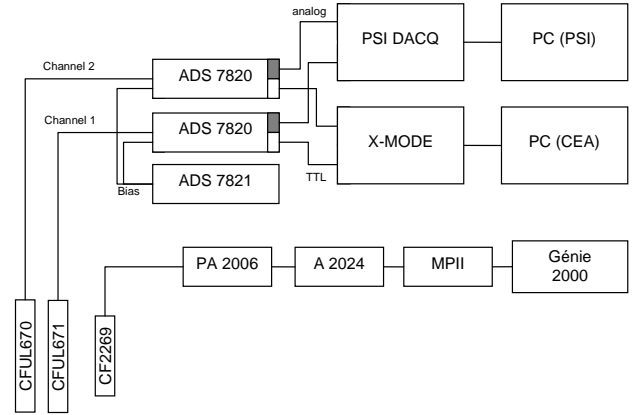 analog
PSI DACQ
PC (PSI)
Channel 2
ADS 7820
Channel 1
ADS 7820
X-MODE
PC (CEA)
Bias
ADS 7821
TTL
PA 2006
A 2024
MPII
Génie
2000
CFUL670
CFUL671
CF2269